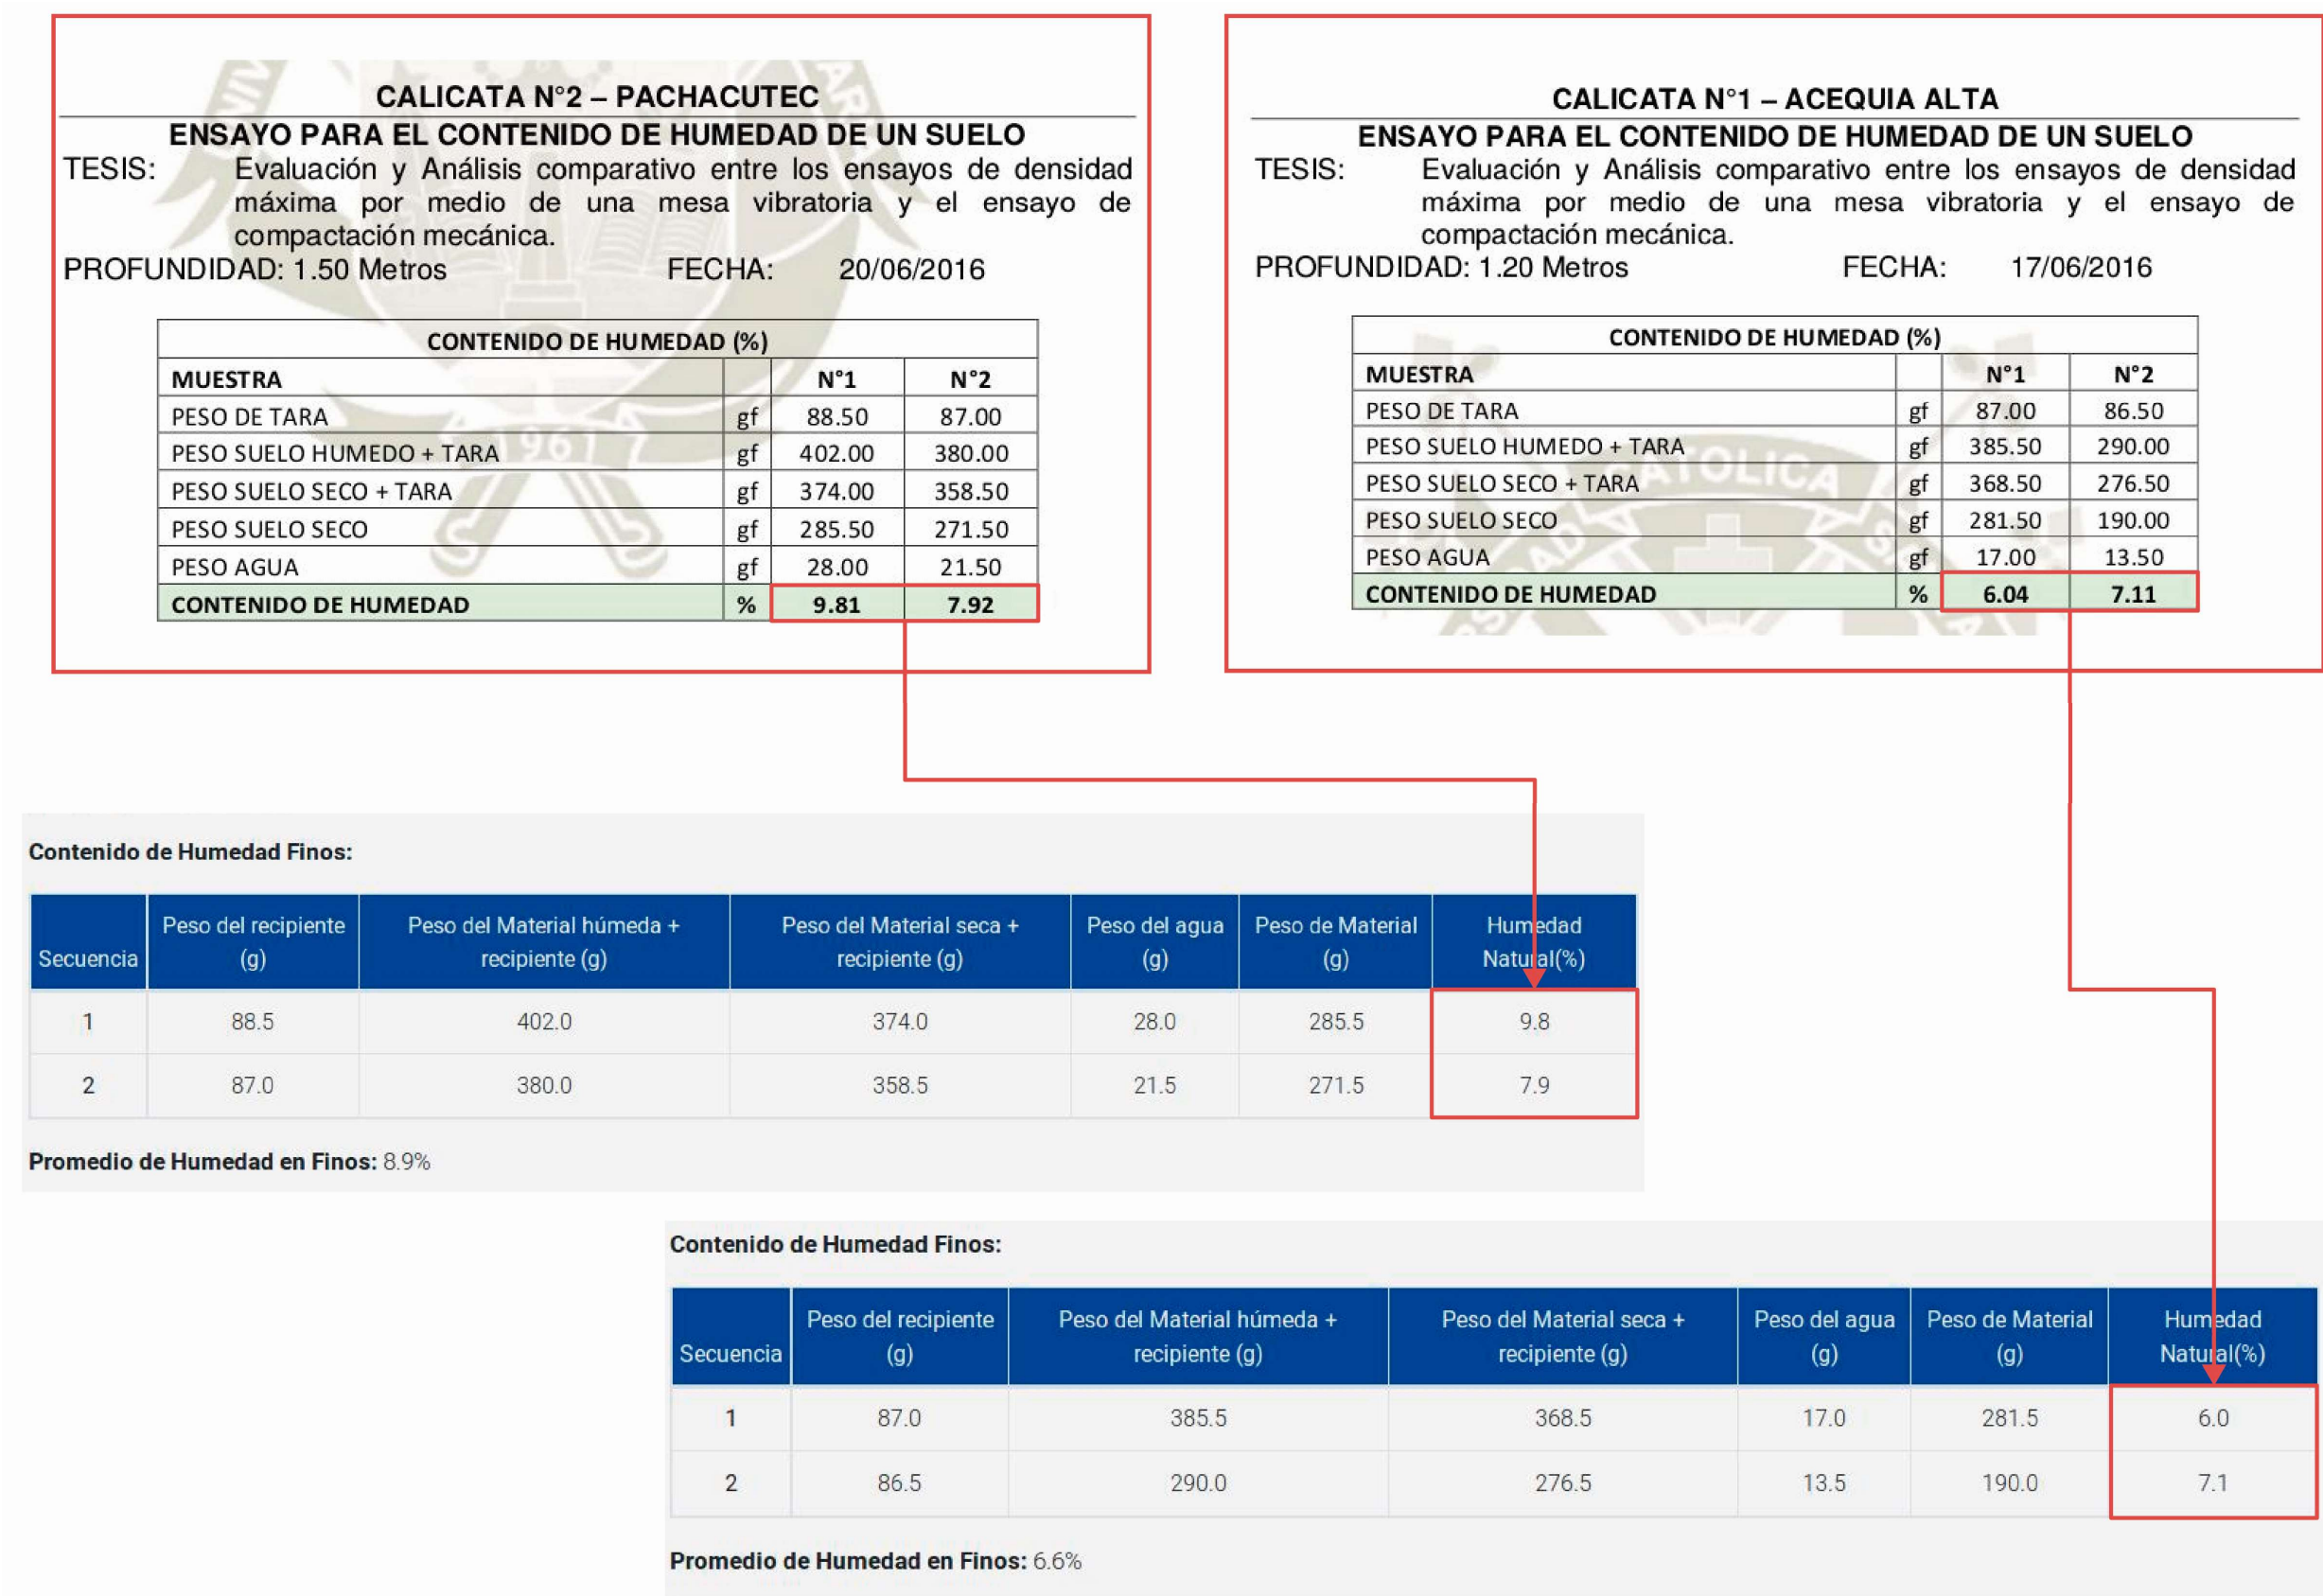 CALICATA N°2 – PACHACUTEC
ENSAYO PARA EL CONTENIDO DE HUMEDAD DE UN SUELO
TESIS: Evaluación y Análisis comparativo entre los ensayos de densidad
máxima por medio de una mesa vibratoria y el ensayo de
compactación mecánica.
PROFUNDIDAD: 1.50 Metros FECHA: 20/06/2016
CONTENIDO DE HUMEDAD (%)
MUESTRA N°1 N°2
PESO DE TARA gf 88.50 87.00
PESO SUELO HUMEDO + TARA gf 402.00 380.00
PESO SUELO SECO + TARA gf 374.00 358.50
PESO SUELO SECO gf 285.50 271.50
PESO AGUA gf 28.00 21.50
CONTENIDO DE HUMEDAD % 9.81 7.92
1961
CALICATA N°1 – ACEQUIA ALTA
ENSAYO PARA EL CONTENIDO DE HUMEDAD DE UN SUELO
TESIS: Evaluación y Análisis comparativo entre los ensayos de densidad
máxima por medio de una mesa vibratoria y el ensayo de
compactación mecánica.
PROFUNDIDAD: 1.20 Metros FECHA: 17/06/2016
CONTENIDO DE HUMEDAD (%)
MUESTRA N°1 N°2
PESO DE TARA gf 87.00 86.50
PESO SUELO HUMEDO + TARA gf 385.50 290.00
PESO SUELO SECO + TARA gf 368.50 276.50
PESO SUELO SECO gf 281.50 190.00
PESO AGUA gf 17.00 13.50
CONTENIDO DE HUMEDAD % 6.04 7.11
CATOLICA
Contenido de Humedad Finos:
Secuencia Peso del recipiente (g) Peso del Material húmeda + recipiente (g) Peso del Material seca + recipiente (g) Peso del agua (g) Peso de Material (g) Humedad Natural(%)
1 88.5 402.0 374.0 28.0 285.5 9.8
2 87.0 380.0 358.5 21.5 271.5 7.9
Promedio de Humedad en Finos: 8.9%
Contenido de Humedad Finos:
Secuencia Peso del recipiente (g) Peso del Material húmeda + recipiente (g) Peso del Material seca + recipiente (g) Peso del agua (g) Peso de Material (g) Humedad Natural(%)
1 87.0 385.5 368.5 17.0 281.5 6.0
2 86.5 290.0 276.5 13.5 190.0 7.1
Promedio de Humedad en Finos: 6.6%